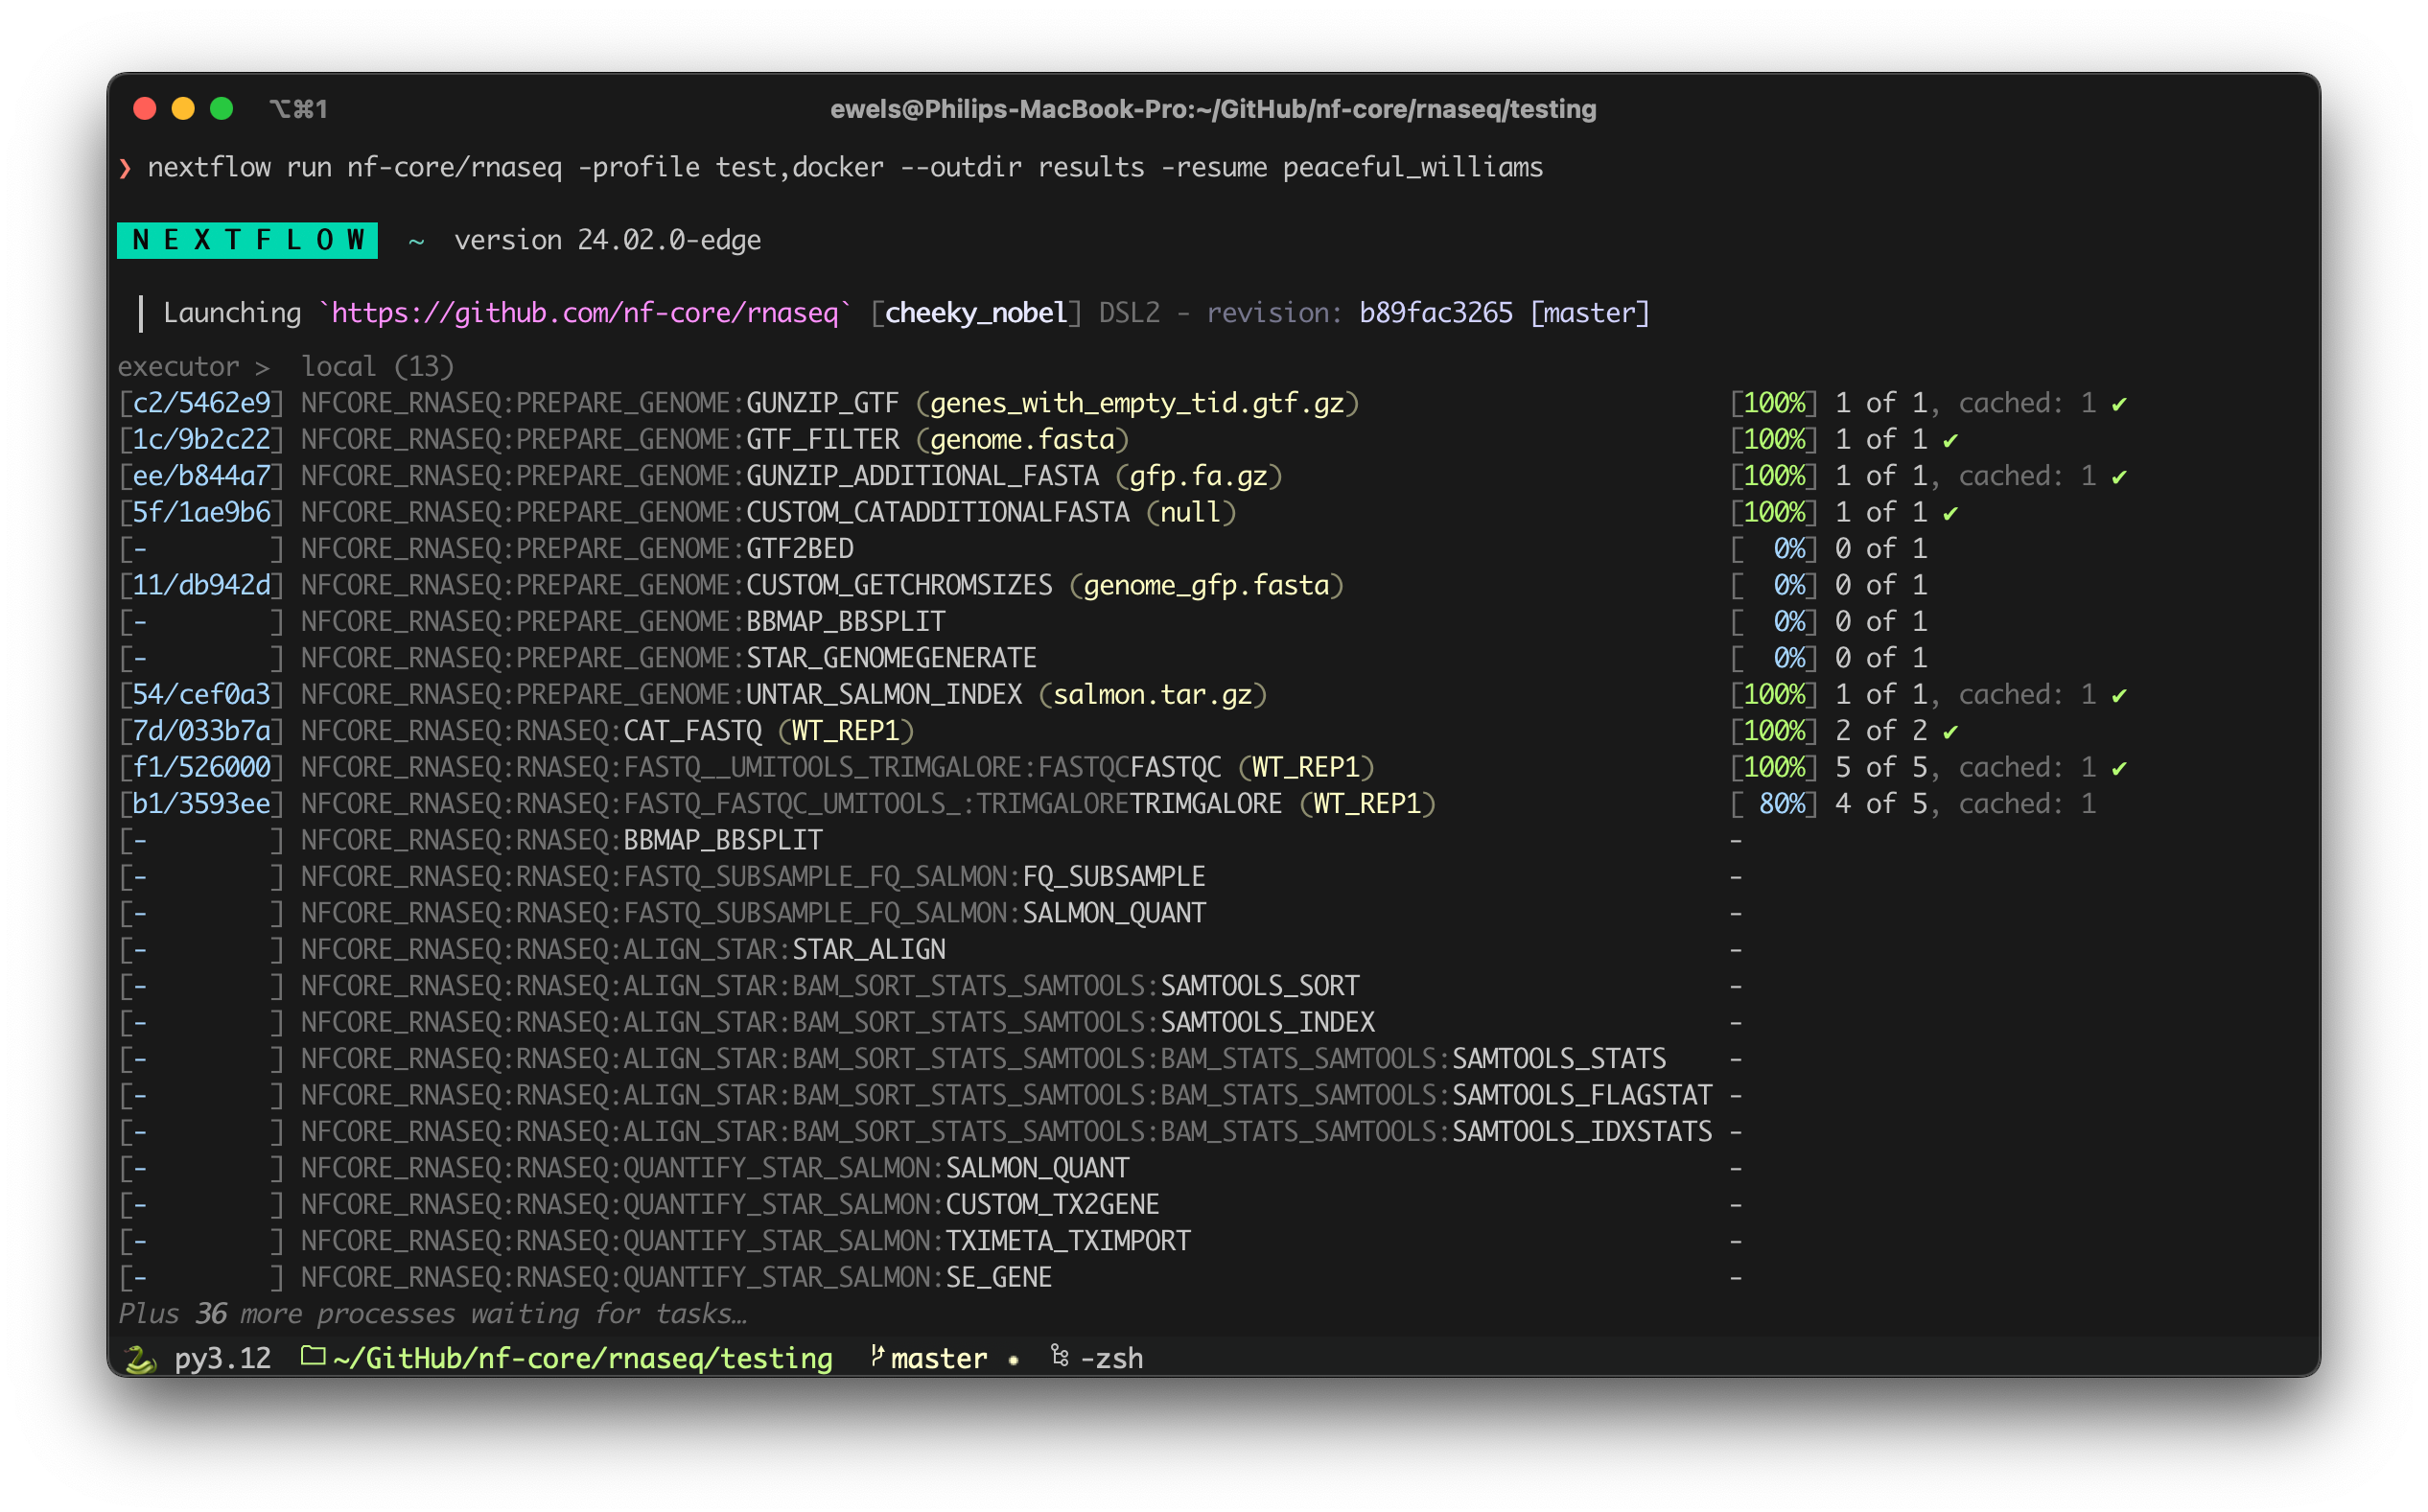 ⌥⌘1 ewels@Philips-MacBook-Pro:~/GitHub/nf-core/rnaseq/testing
❯ nextflow run nf-core/rnaseq -profile test,docker --outdir results -resume peaceful_williams
N E X T F L O W ~ version 24.02.0-edge
┃ Launching `https://github.com/nf-core/rnaseq` [cheeky_nobel] DSL2 - revision: b89fac3265 [master]
executor > local (13)
[c2/5462e9] NFCORE_RNASEQ:PREPARE_GENOME:GUNZIP_GTF (genes_with_empty_tid.gtf.gz) [100%] 1 of 1, cached: 1 ✔
[1c/9b2c22] NFCORE_RNASEQ:PREPARE_GENOME:GTF_FILTER (genome.fasta) [100%] 1 of 1 ✔
[ee/b844a7] NFCORE_RNASEQ:PREPARE_GENOME:GUNZIP_ADDITIONAL_FASTA (gfp.fa.gz) [100%] 1 of 1, cached: 1 ✔
[5f/1ae9b6] NFCORE_RNASEQ:PREPARE_GENOME:CUSTOM_CATADDITIONALFASTA (null) [100%] 1 of 1 ✔
[-        ] NFCORE_RNASEQ:PREPARE_GENOME:GTF2BED [  0%] 0 of 1
[11/db942d] NFCORE_RNASEQ:PREPARE_GENOME:CUSTOM_GETCHROMSIZES (genome_gfp.fasta) [  0%] 0 of 1
[-        ] NFCORE_RNASEQ:PREPARE_GENOME:BBMAP_BBSPLIT [  0%] 0 of 1
[-        ] NFCORE_RNASEQ:PREPARE_GENOME:STAR_GENOMEGENERATE [  0%] 0 of 1
[54/cef0a3] NFCORE_RNASEQ:PREPARE_GENOME:UNTAR_SALMON_INDEX (salmon.tar.gz) [100%] 1 of 1, cached: 1 ✔
[7d/033b7a] NFCORE_RNASEQ:RNASEQ:CAT_FASTQ (WT_REP1) [100%] 2 of 2 ✔
[f1/526000] NFCORE_RNASEQ:RNASEQ:FASTQ__UMITOOLS_TRIMGALORE:FASTQCFASTQC (WT_REP1) [100%] 5 of 5, cached: 1 ✔
[b1/3593ee] NFCORE_RNASEQ:RNASEQ:FASTQ_FASTQC_UMITOOLS_:TRIMGALORETRIMGALORE (WT_REP1) [ 80%] 4 of 5, cached: 1
[-        ] NFCORE_RNASEQ:RNASEQ:BBMAP_BBSPLIT -
[-        ] NFCORE_RNASEQ:RNASEQ:FASTQ_SUBSAMPLE_FQ_SALMON:FQ_SUBSAMPLE -
[-        ] NFCORE_RNASEQ:RNASEQ:FASTQ_SUBSAMPLE_FQ_SALMON:SALMON_QUANT -
[-        ] NFCORE_RNASEQ:RNASEQ:ALIGN_STAR:STAR_ALIGN -
[-        ] NFCORE_RNASEQ:RNASEQ:ALIGN_STAR:BAM_SORT_STATS_SAMTOOLS:SAMTOOLS_SORT -
[-        ] NFCORE_RNASEQ:RNASEQ:ALIGN_STAR:BAM_SORT_STATS_SAMTOOLS:SAMTOOLS_INDEX -
[-        ] NFCORE_RNASEQ:RNASEQ:ALIGN_STAR:BAM_SORT_STATS_SAMTOOLS:BAM_STATS_SAMTOOLS:SAMTOOLS_STATS -
[-        ] NFCORE_RNASEQ:RNASEQ:ALIGN_STAR:BAM_SORT_STATS_SAMTOOLS:BAM_STATS_SAMTOOLS:SAMTOOLS_FLAGSTAT -
[-        ] NFCORE_RNASEQ:RNASEQ:ALIGN_STAR:BAM_SORT_STATS_SAMTOOLS:BAM_STATS_SAMTOOLS:SAMTOOLS_IDXSTATS -
[-        ] NFCORE_RNASEQ:RNASEQ:QUANTIFY_STAR_SALMON:SALMON_QUANT -
[-        ] NFCORE_RNASEQ:RNASEQ:QUANTIFY_STAR_SALMON:CUSTOM_TX2GENE -
[-        ] NFCORE_RNASEQ:RNASEQ:QUANTIFY_STAR_SALMON:TXIMETA_TXIMPORT -
[-        ] NFCORE_RNASEQ:RNASEQ:QUANTIFY_STAR_SALMON:SE_GENE -
Plus 36 more processes waiting for tasks…
🐍 py3.12 ~/GitHub/nf-core/rnaseq/testing master • -zsh